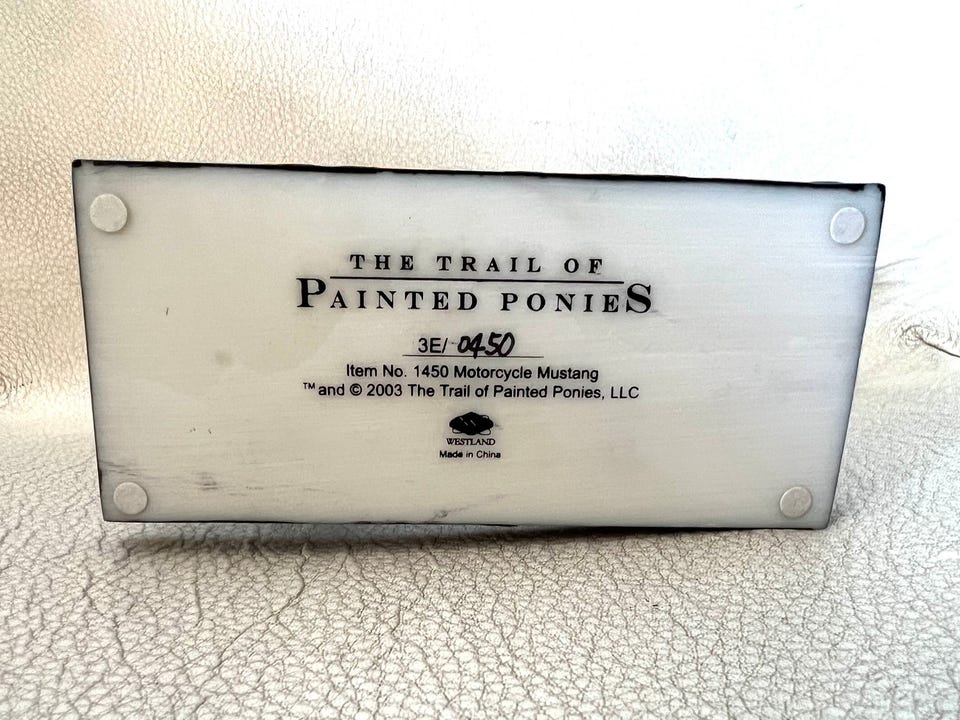 THE TRAIL OF
PAINTED PONIES
3E/ 0450
Item No. 1450 Motorcycle Mustang
™ and © 2003 The Trail of Painted Ponies, LLC
WESTLAND
Made in China